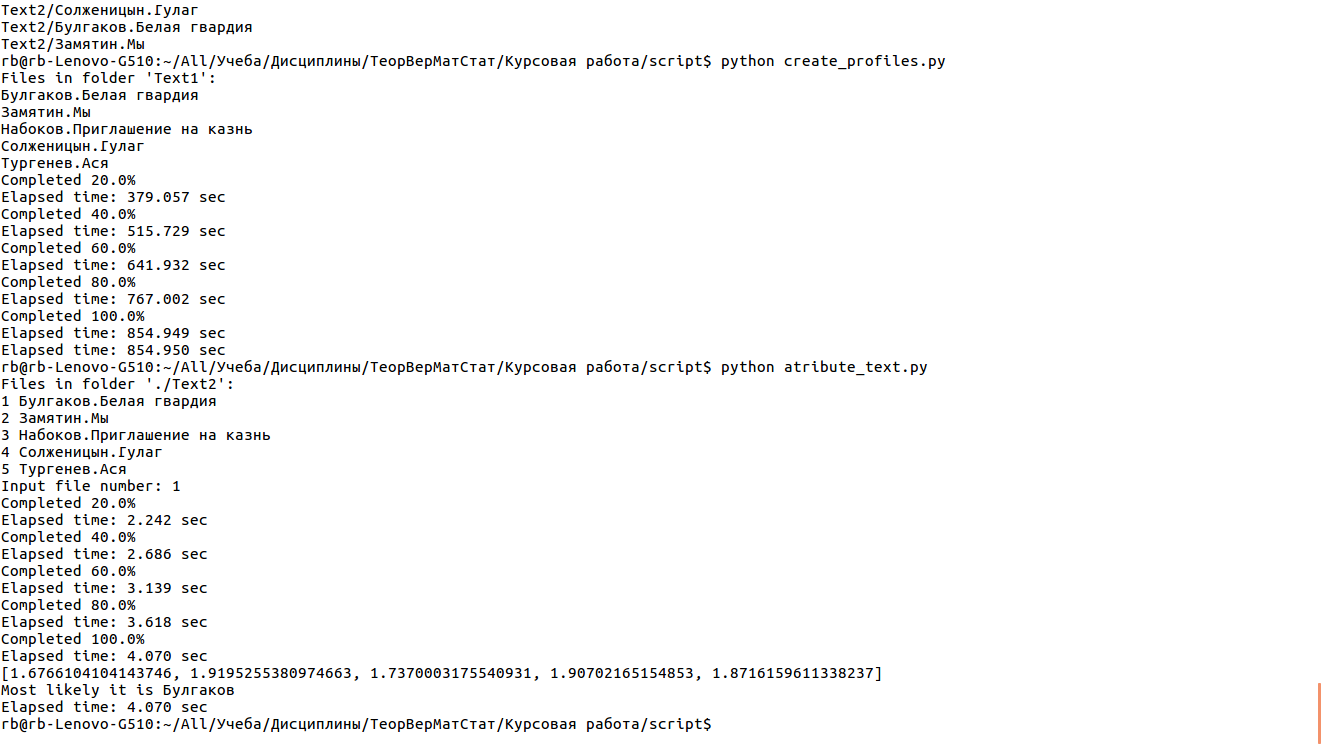 Text2/Солженицын.Гулаг
Text2/Булгаков.Белая гвардия
Text2/Замятин.Мы
rb@rb-Lenovo-G510:~/All/Учеба/Дисциплины/ТеорВерМатСтат/Курсовая работа/script$ python create_profiles.py
Files in folder 'Text1':
Булгаков.Белая гвардия
Замятин.Мы
Набоков.Приглашение на казнь
Солженицын.Гулаг
Тургенев.Ася
Completed 20.0%
Elapsed time: 379.057 sec
Completed 40.0%
Elapsed time: 515.729 sec
Completed 60.0%
Elapsed time: 641.932 sec
Completed 80.0%
Elapsed time: 767.002 sec
Completed 100.0%
Elapsed time: 854.949 sec
Elapsed time: 854.950 sec
rb@rb-Lenovo-G510:~/All/Учеба/Дисциплины/ТеорВерМатСтат/Курсовая работа/script$ python atribute_text.py
Files in folder './Text2':
1 Булгаков.Белая гвардия
2 Замятин.Мы
3 Набоков.Приглашение на казнь
4 Солженицын.Гулаг
5 Тургенев.Ася
Input file number: 1
Completed 20.0%
Elapsed time: 2.242 sec
Completed 40.0%
Elapsed time: 2.686 sec
Completed 60.0%
Elapsed time: 3.139 sec
Completed 80.0%
Elapsed time: 3.618 sec
Completed 100.0%
Elapsed time: 4.070 sec
[1.6766104104143746, 1.9195255380974663, 1.7370003175540931, 1.90702165154853, 1.8716159611338237]
Most likely it is Булгаков
Elapsed time: 4.070 sec
rb@rb-Lenovo-G510:~/All/Учеба/Дисциплины/ТеорВерМатСтат/Курсовая работа/script$